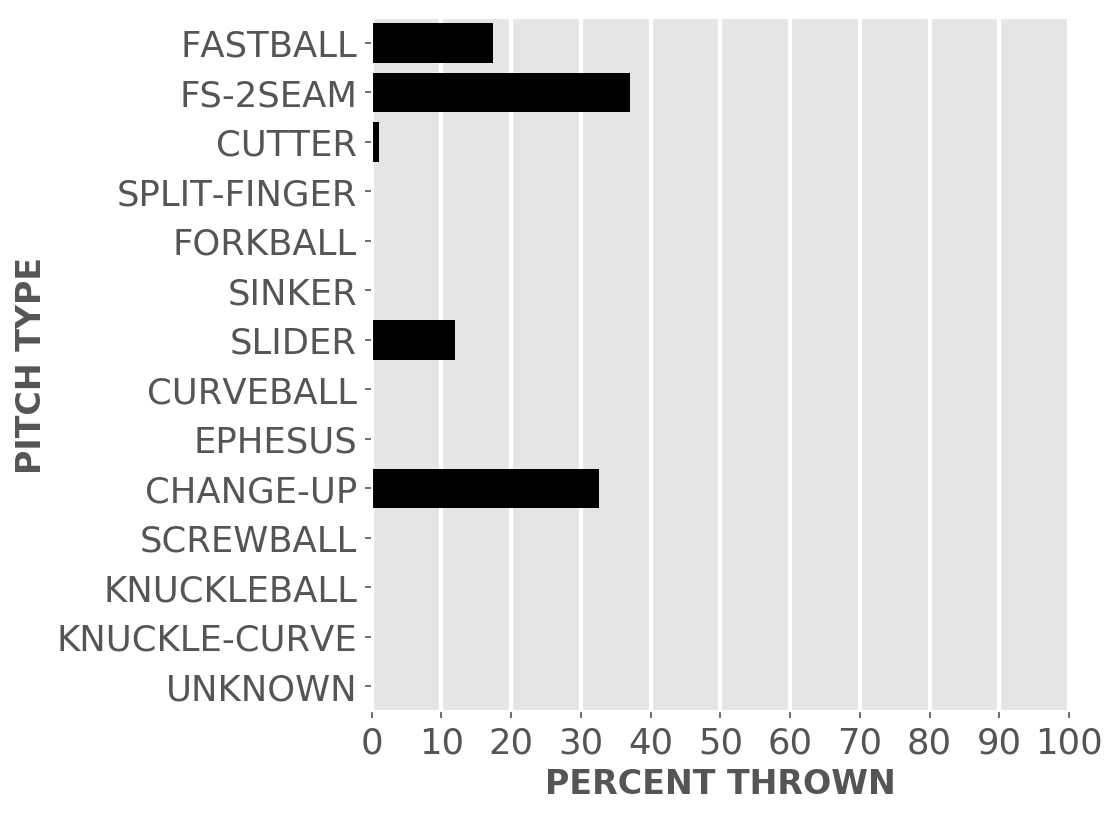 FASTBALL
FS-2SEAM
CUTTER
SPLIT-FINGER
FORKBALL
SINKER
SLIDER
CURVEBALL
EPHESUS
CHANGE-UP
SCREWBALL
KNUCKLEBALL
KNUCKLE-CURVE
UNKNOWN
PITCH TYPE
0 10 20 30 40 50 60 70 80 90 100
PERCENT THROWN